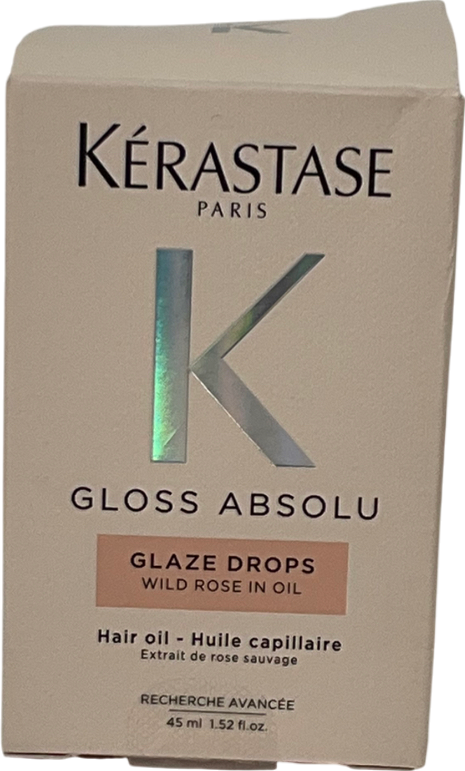 KÉRASTASE
PARIS
K
GLOSS ABSOLU
GLAZE DROPS
WILD ROSE IN OIL
Hair oil - Huile capillaire
Extrait de rose sauvage
RECHERCHE AVANCÉE
45 ml 1.52 fl.oz.